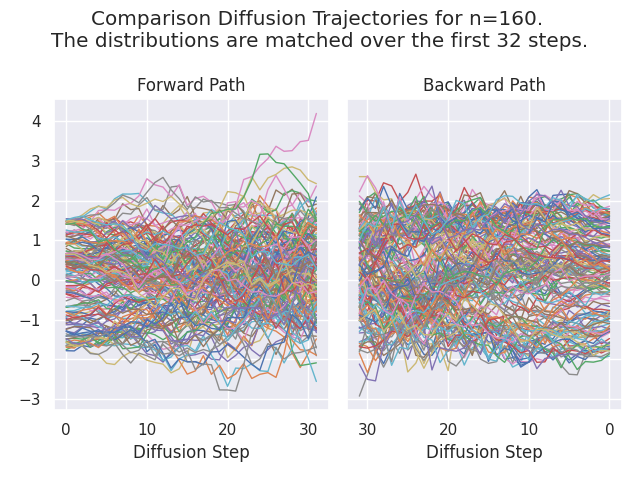 Comparison Diffusion Trajectories for n=160.
The distributions are matched over the first 32 steps.
Forward Path
Backward Path
4
3
2
1
0
−1
−2
−3
0 10 20 30
30 20 10 0
Diffusion Step
Diffusion Step